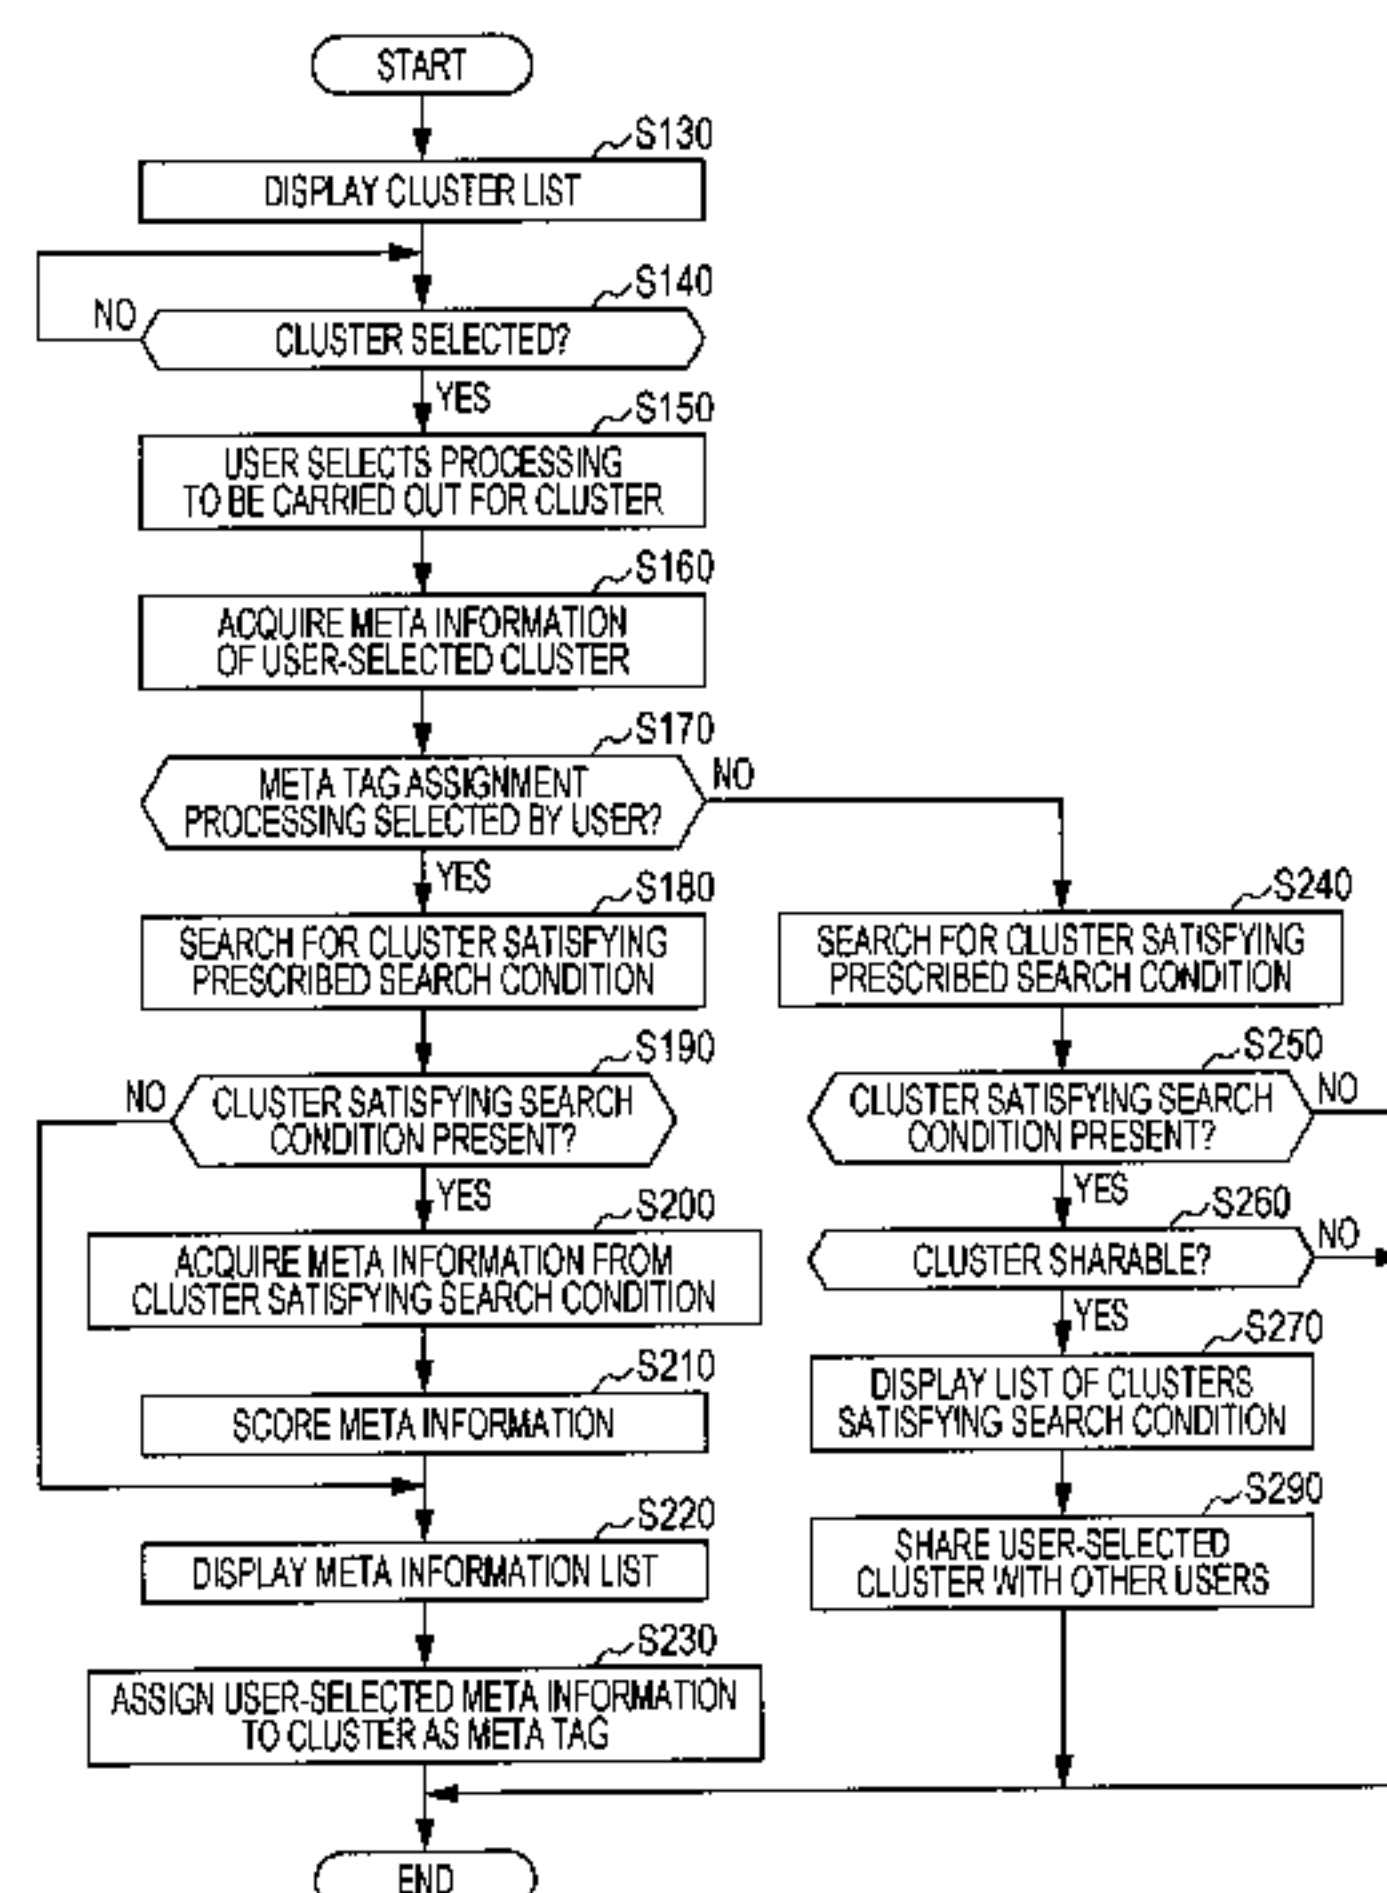 START
S130
DISPLAY CLUSTER LIST
S140
NO
CLUSTER SELECTED?
YES
S150
USER SELECTS PROCESSING
TO BE CARRIED OUT FOR CLUSTER
S160
ACQUIRE META INFORMATION
OF USER-SELECTED CLUSTER
S170
META TAG ASSIGNMENT
PROCESSING SELECTED BY USER?
NO
YES
S180
SEARCH FOR CLUSTER SATISFYING
PRESCRIBED SEARCH CONDITION
S190
NO
CLUSTER SATISFYING SEARCH
CONDITION PRESENT?
YES
S200
ACQUIRE META INFORMATION FROM
CLUSTER SATISFYING SEARCH CONDITION
S210
SCORE META INFORMATION
S220
DISPLAY META INFORMATION LIST
S230
ASSIGN USER-SELECTED META INFORMATION
TO CLUSTER AS META TAG
S240
SEARCH FOR CLUSTER SATISFYING
PRESCRIBED SEARCH CONDITION
S250
CLUSTER SATISFYING SEARCH
CONDITION PRESENT?
NO
YES
S260
CLUSTER SHARABLE?
NO
YES
S270
DISPLAY LIST OF CLUSTERS
SATISFYING SEARCH CONDITION
S290
SHARE USER-SELECTED
CLUSTER WITH OTHER USERS
END